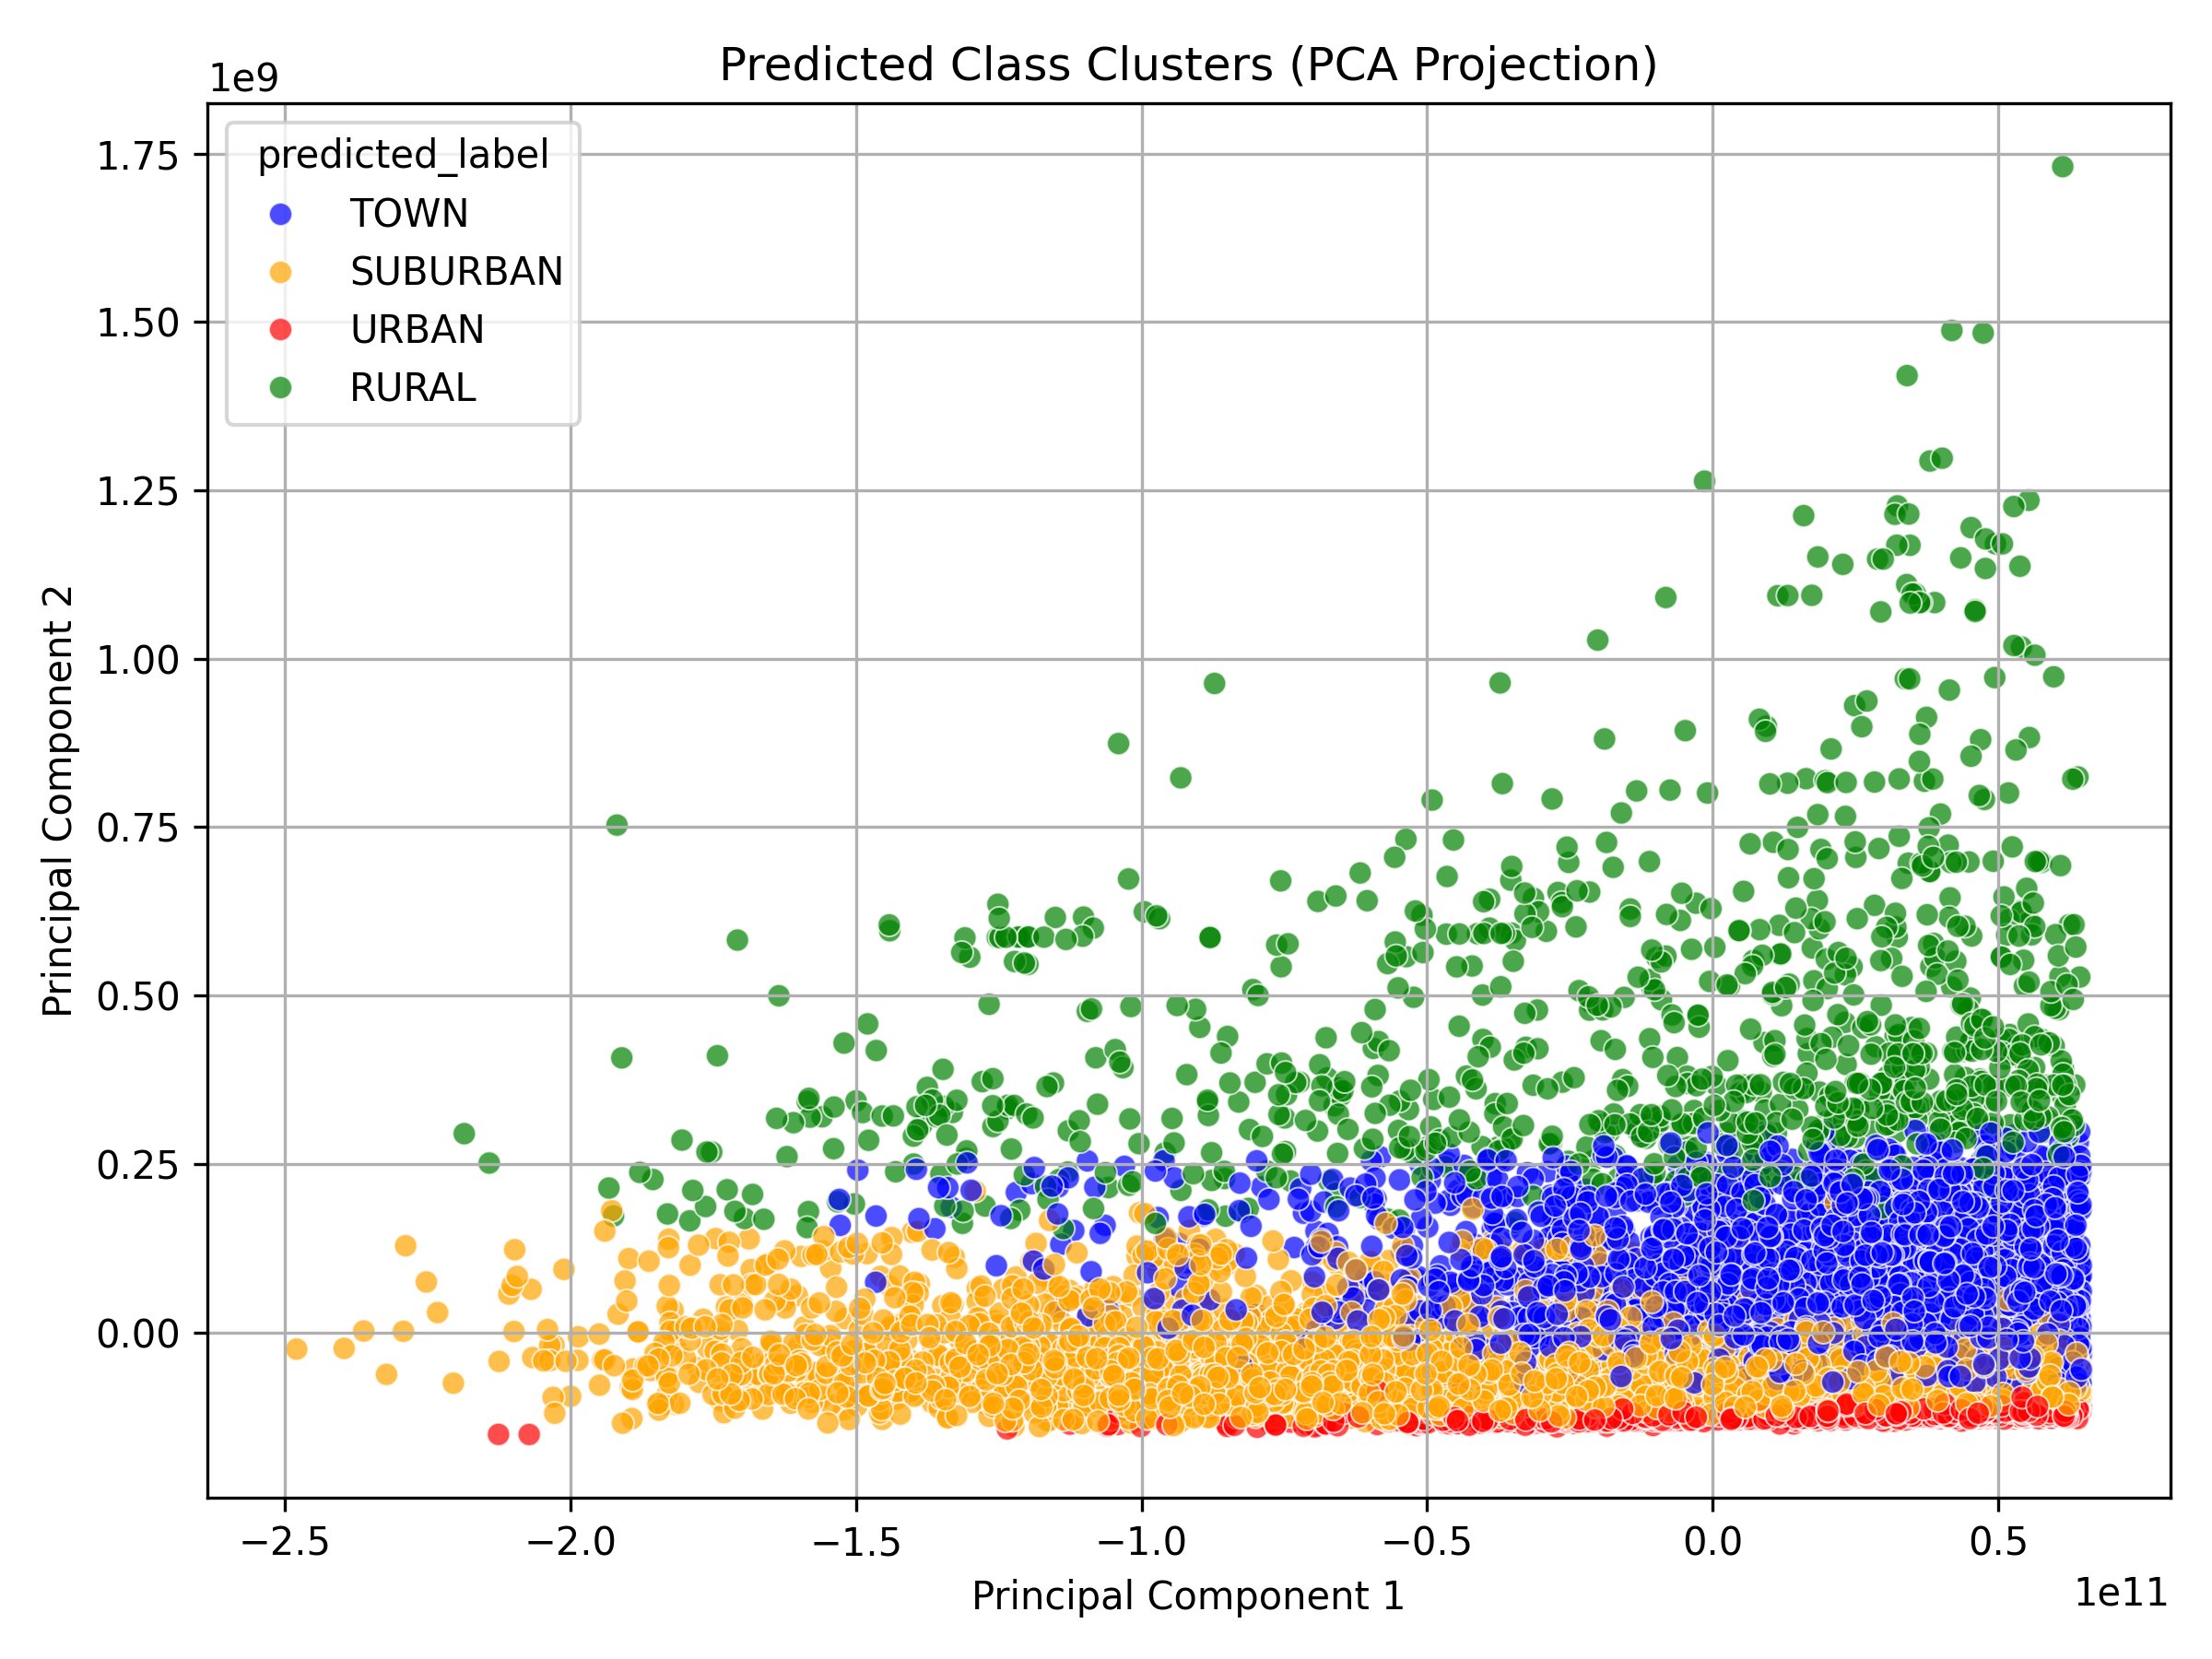 Predicted Class Clusters (PCA Projection)
1e9
predicted_label
TOWN
SUBURBAN
URBAN
RURAL
1.75
1.50
1.25
1.00
0.75
0.50
0.25
0.00
Principal Component 2
−2.5 −2.0 −1.5 −1.0 −0.5 0.0 0.5
1e11
Principal Component 1